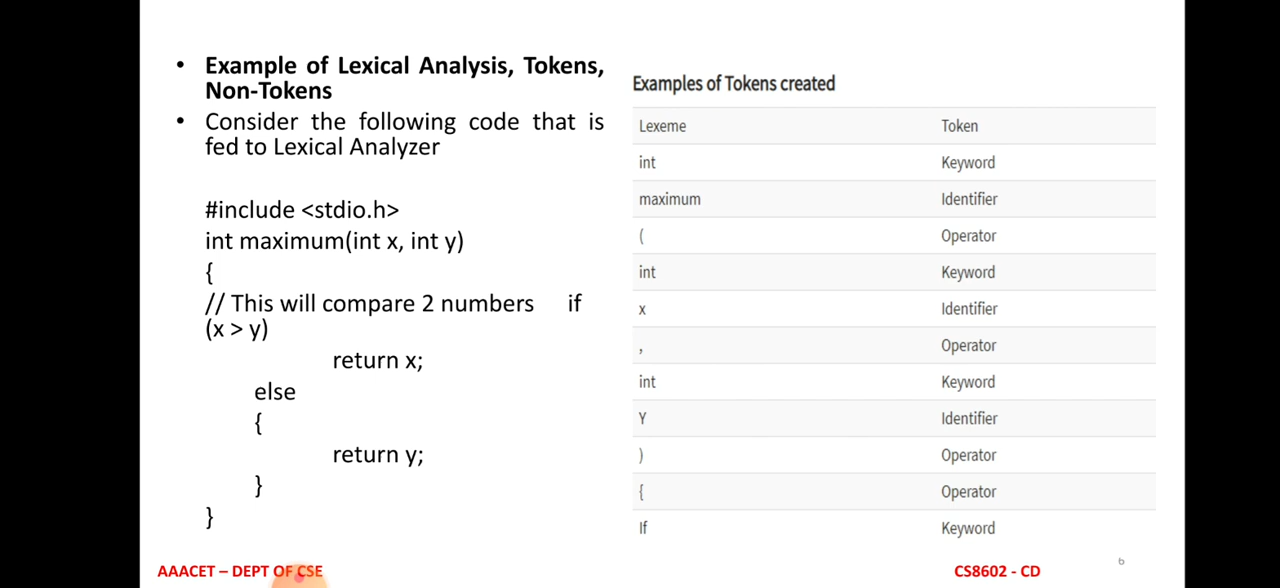 • Example of Lexical Analysis, Tokens,
Non-Tokens
• Consider the following code that is
fed to Lexical Analyzer
#include <stdio.h>
int maximum(int x, int y)
{
// This will compare 2 numbers if
(x > y)
return x;
else
{
return y;
}
}
Examples of Tokens created
Lexeme Token
int Keyword
maximum Identifier
( Operator
int Keyword
x Identifier
, Operator
int Keyword
Y Identifier
) Operator
{ Operator
If Keyword
AAACET – DEPT OF CSE
CS8602 - CD
6